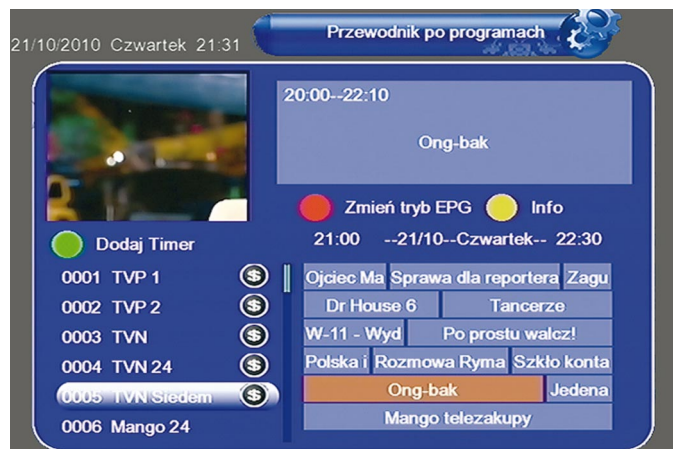 Przewodnik po programach
21/10/2010 Czwartek 21:31
20:00--22:10
Ong-bak
Zmień tryb EPG Info
Dodaj Timer
21:00 --21/10--Czwartek-- 22:30
0001 TVP 1 $
Ojciec Ma Sprawa dla reportera Zagu
0002 TVP 2 $
Dr House 6 Tancerze
0003 TVN $
W-11 - Wyd Po prostu walcz!
0004 TVN 24 $
Polska i Rozmowa Ryma Szkło konta
0005 TVN Siedem $
Ong-bak Jedena
0006 Mango 24
Mango telezakupy